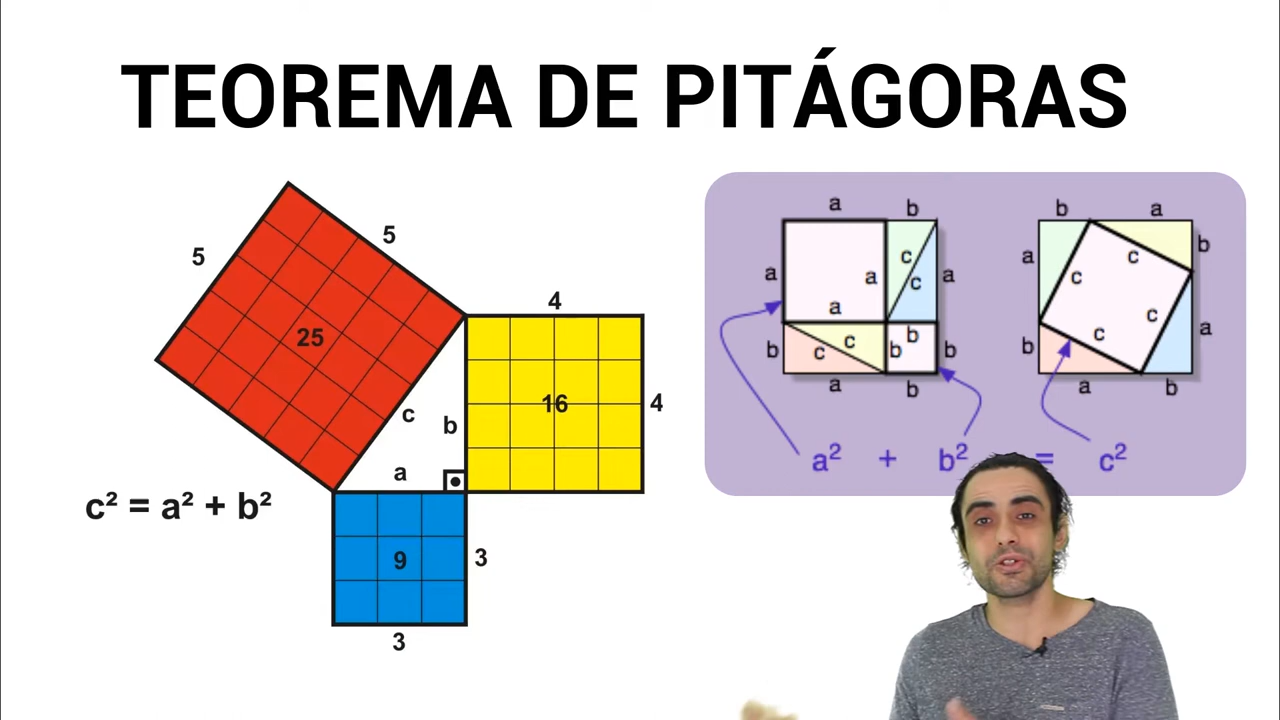 TEOREMA DE PITÁGORAS
5
5
25
4
16
4
c
b
a
c² = a² + b²
9
3
3
a b
a a c c a
a
b c c b b b
a b
b a
a c c b
c c a
b
a b
a² + b² = c²